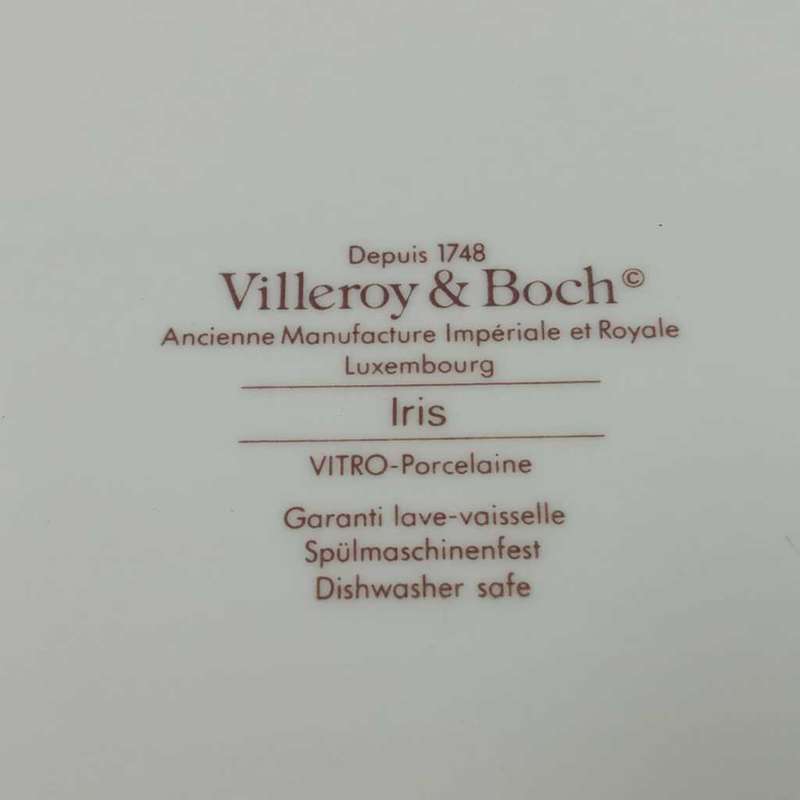 Depuis 1748
Villeroy & Boch©
Ancienne Manufacture Impériale et Royale
Luxembourg
Iris
VITRO-Porcelaine
Garanti lave-vaisselle
Spülmaschinenfest
Dishwasher safe